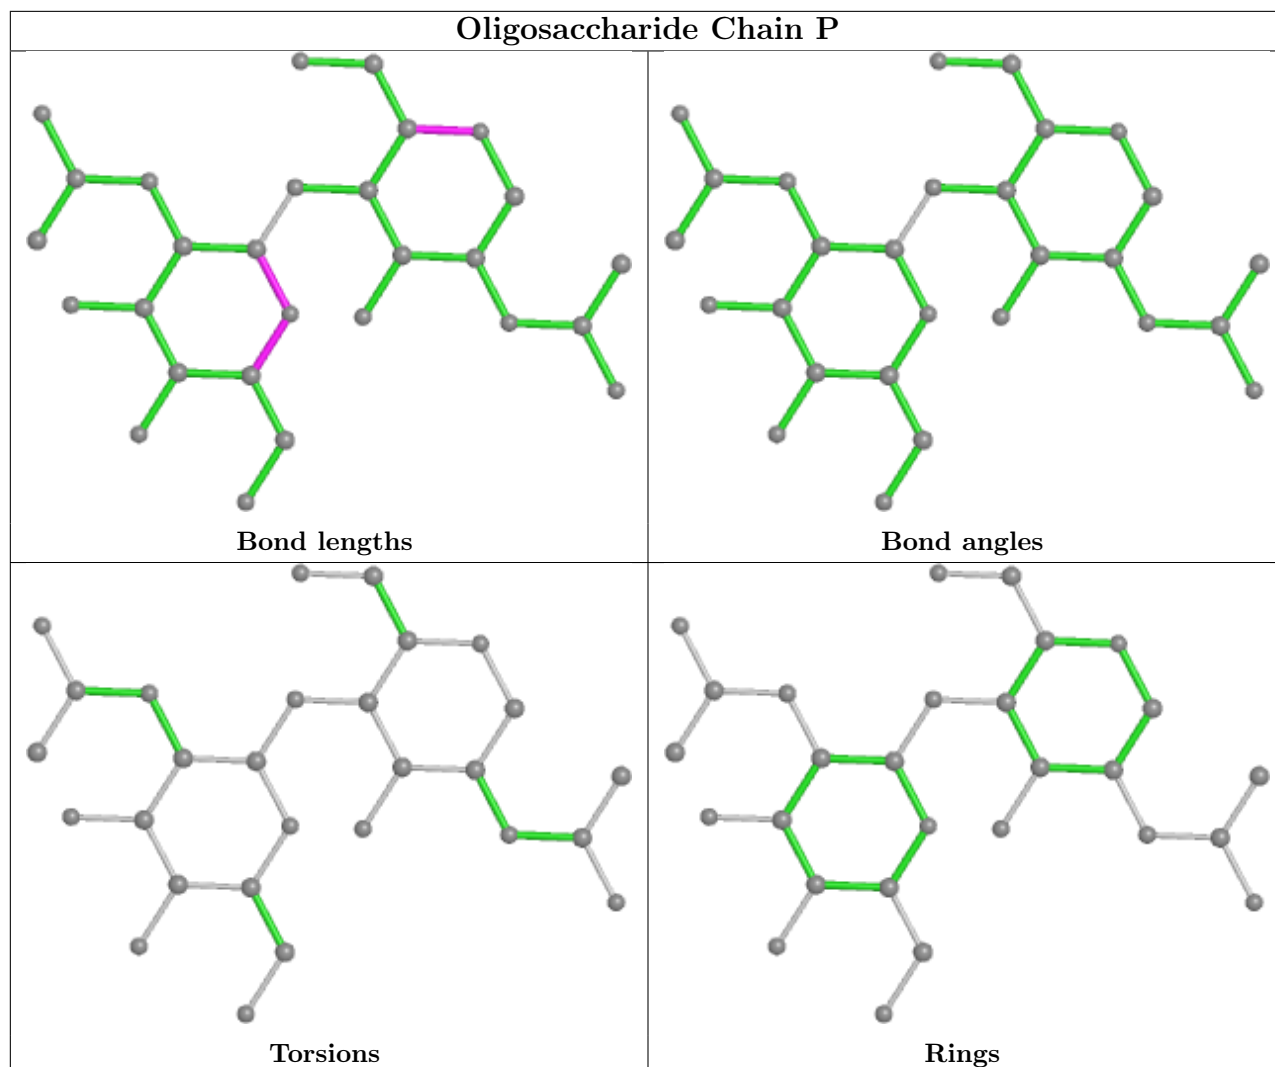 Oligosaccharide Chain P
Bond lengths
Bond angles
Torsions
Rings